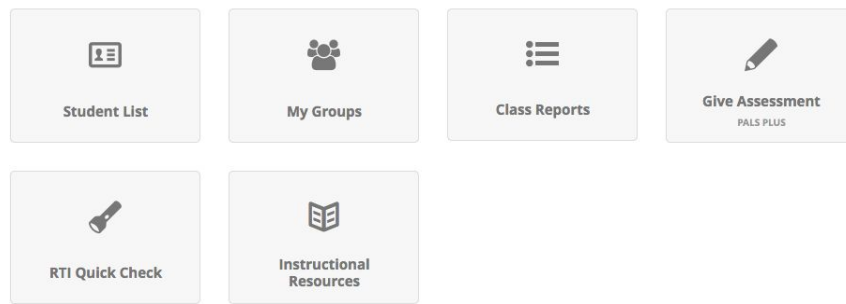 Student List
My Groups
Class Reports
Give Assessment
PALS PLUS
RTI Quick Check
Instructional
Resources